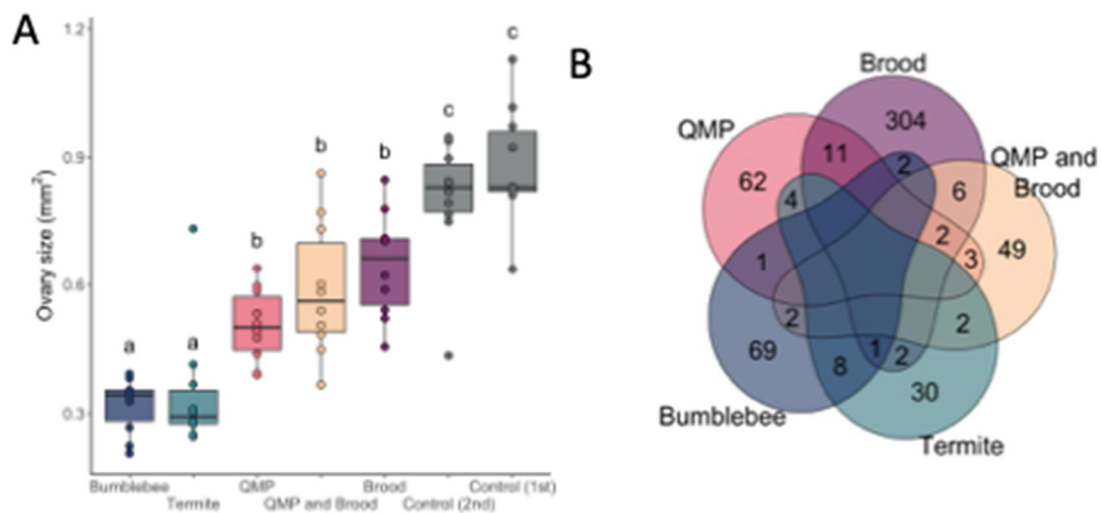 A
Ovary size (mm²)
1.2
0.9
0.6
0.3
a
a
b
b
b
c
c
Bumblebee
Termite
QMP
QMP and Brood
Brood
Control (2nd)
Control (1st)
B
Brood
QMP
QMP and
Brood
Bumblebee
Termite
304
11
2
62
4
6
2
3
49
1
2
2
69
8
1
2
30